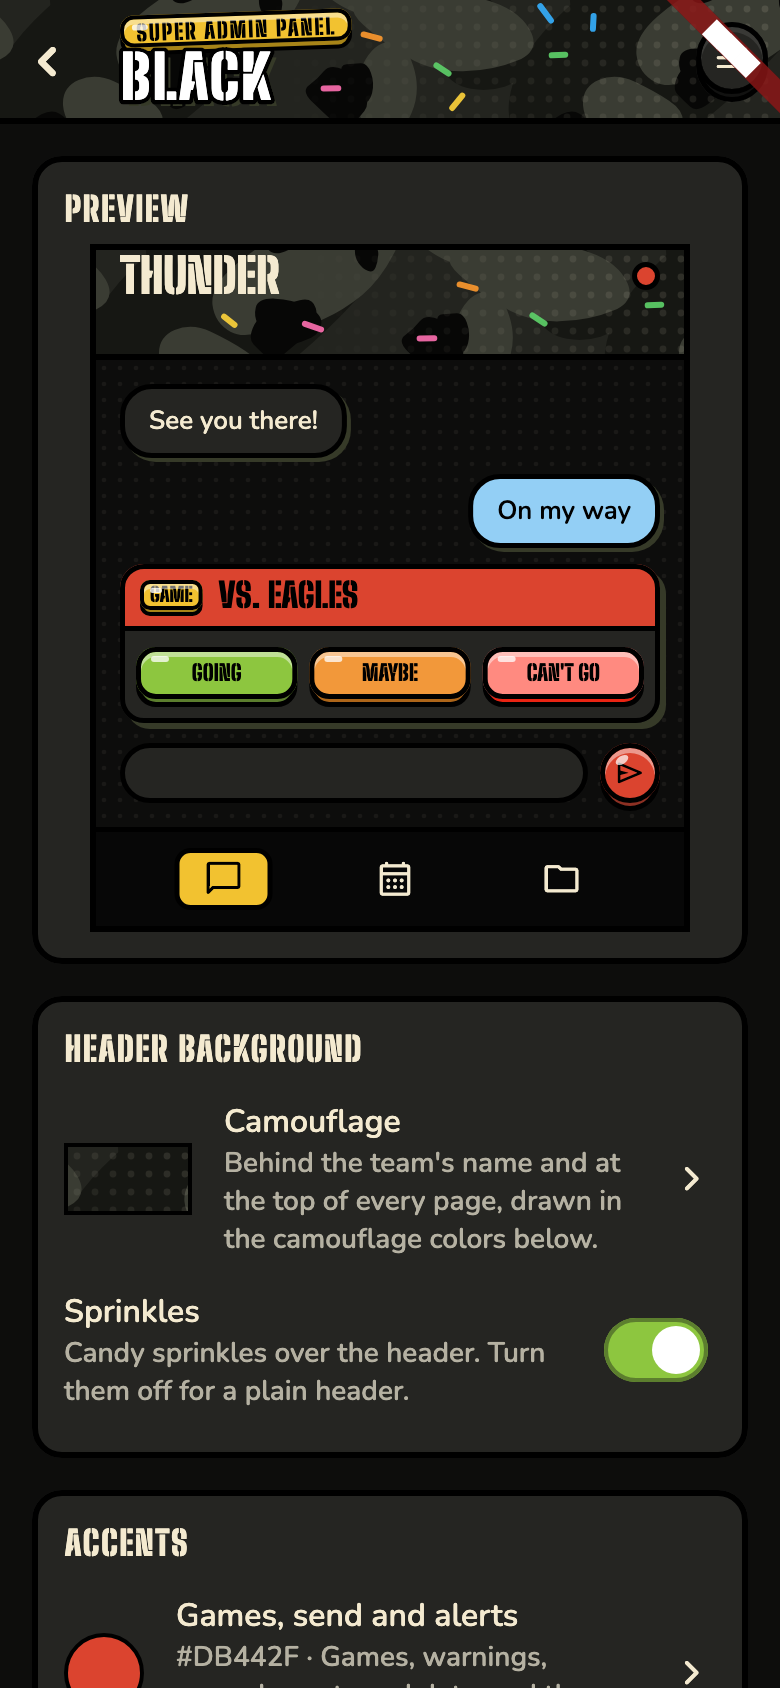 SUPER ADMIN PANEL
BLACK
PREVIEW
THUNDER
See you there!
On my way
GAME VS. EAGLES
GOING MAYBE CAN'T GO
HEADER BACKGROUND
Camouflage
Behind the team's name and at
the top of every page, drawn in
the camouflage colors below.
Sprinkles
Candy sprinkles over the header. Turn
them off for a plain header.
ACCENTS
Games, send and alerts
#DB442F · Games, warnings,